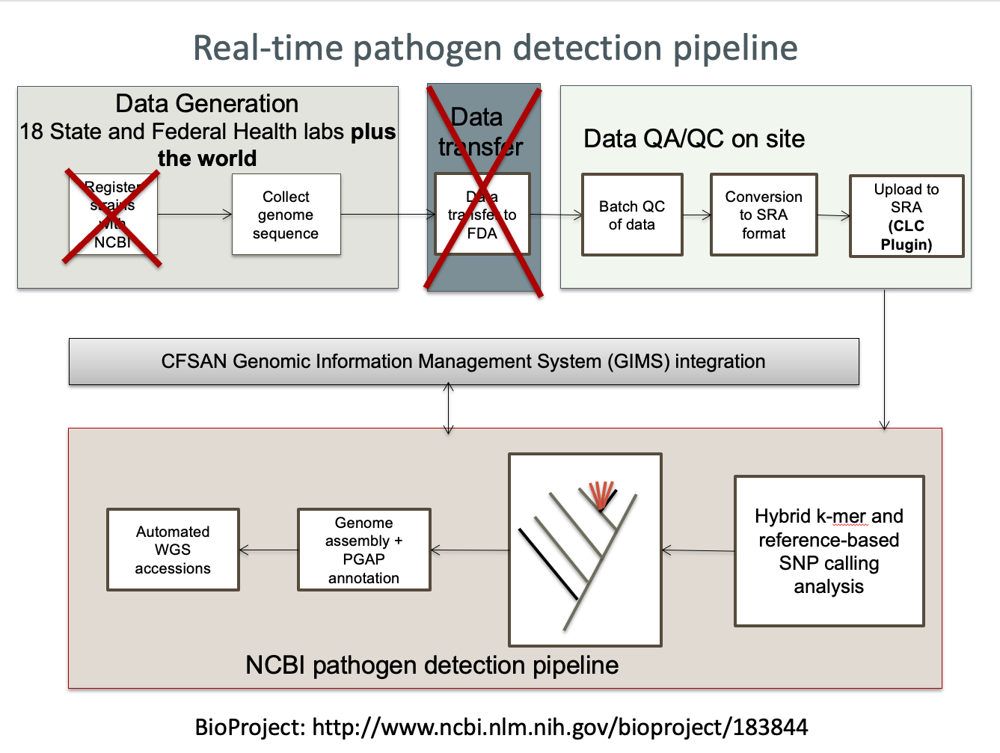 Real-time pathogen detection pipeline
Data Generation
18 State and Federal Health labs plus
the world
Register
strains
with
NCBI
Collect
genome
sequence
Data
transfer
Data
transfer to
FDA
Data QA/QC on site
Batch QC
of data
Conversion
to SRA
format
Upload to
SRA
(CLC
Plugin)
CFSAN Genomic Information Management System (GIMS) integration
Automated
WGS
accessions
Genome
assembly +
PGAP
annotation
Hybrid k-mer and
reference-based
SNP calling
analysis
NCBI pathogen detection pipeline
BioProject: http://www.ncbi.nlm.nih.gov/bioproject/183844